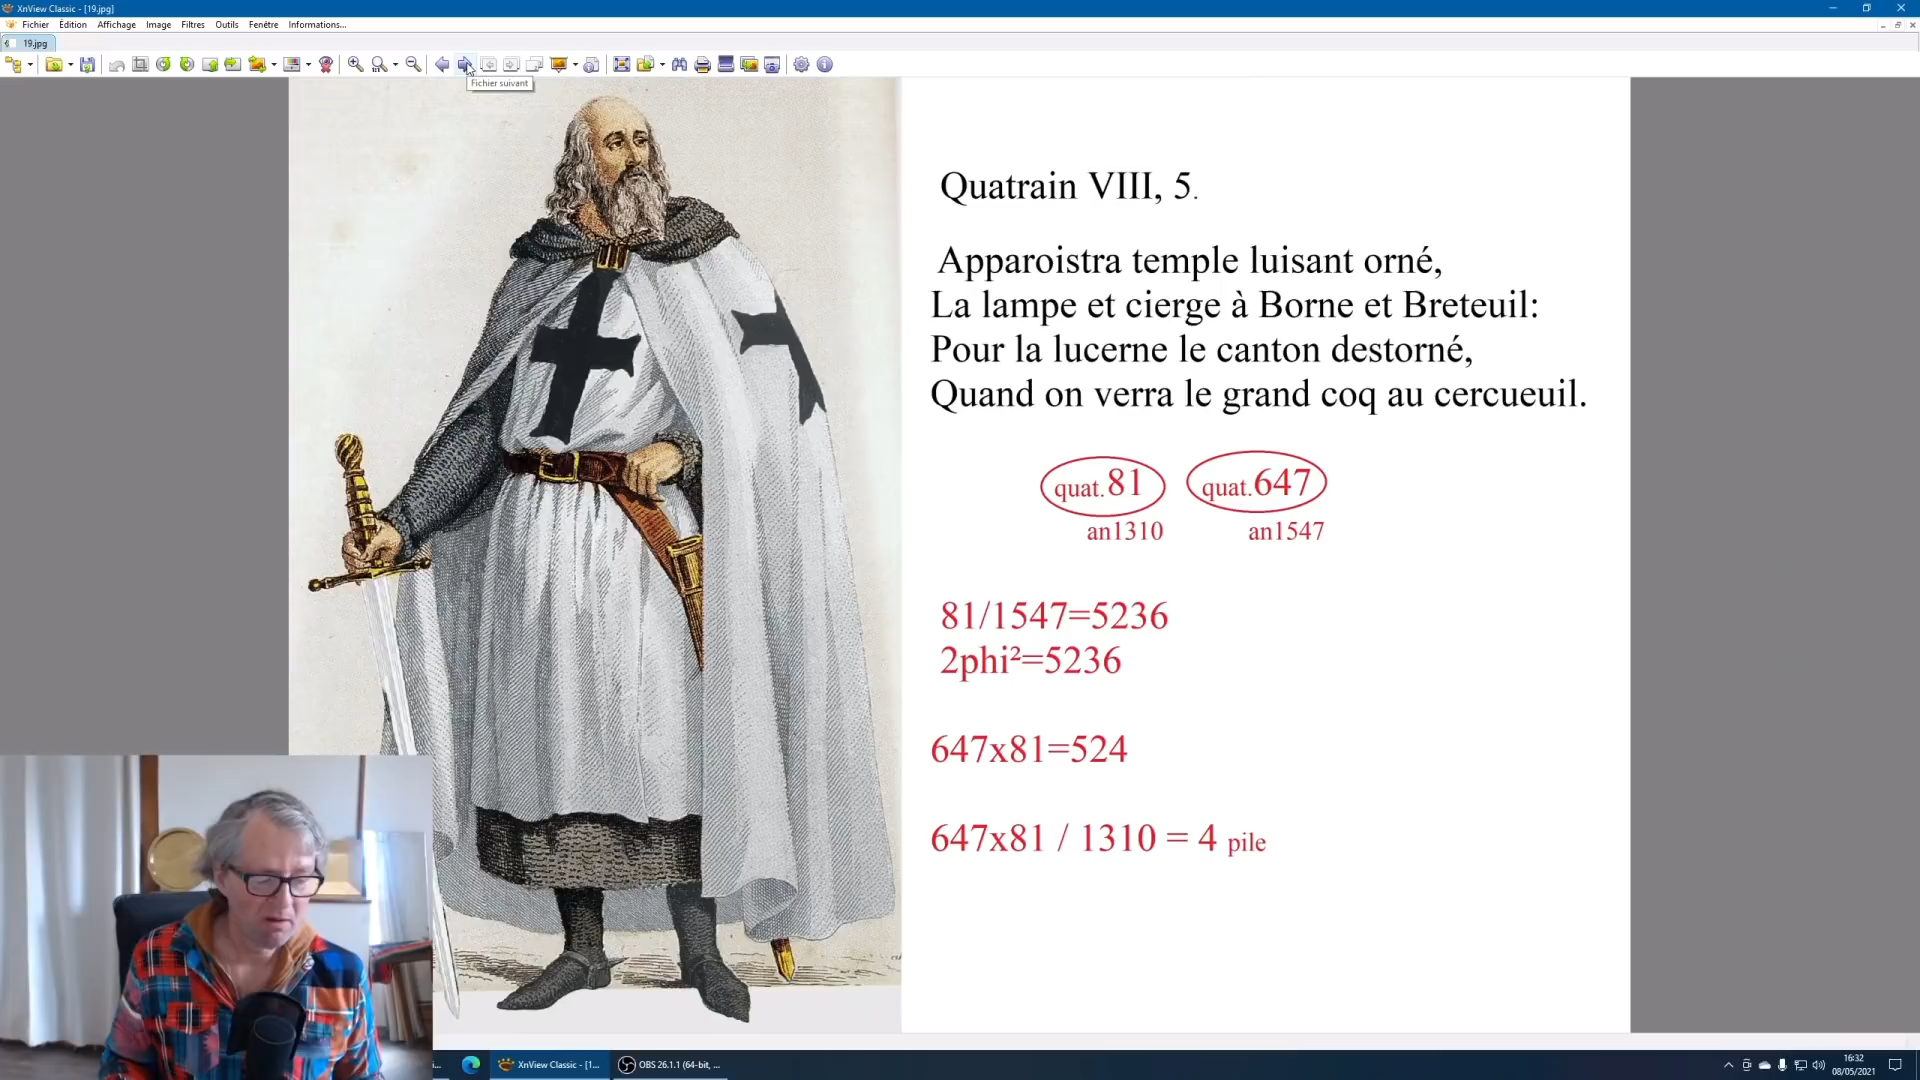 XnView Classic - [19.jpg]
Fichier Édition Affichage Image Filtres Outils Fenêtre Informations...
19.jpg
Fichier suivant
Quatrain VIII, 5.
Apparoistra temple luisant orné,
La lampe et cierge à Borne et Breteuil:
Pour la lucerne le canton destorné,
Quand on verra le grand coq au cercueuil.
quat.81 quat.647
an1310 an1547
81/1547=5236
2phi²=5236
647x81=524
647x81 / 1310 = 4 pile
XnView Classic - [1...
OBS 26.1.1 (64-bit, ...
16:32
08/05/2021